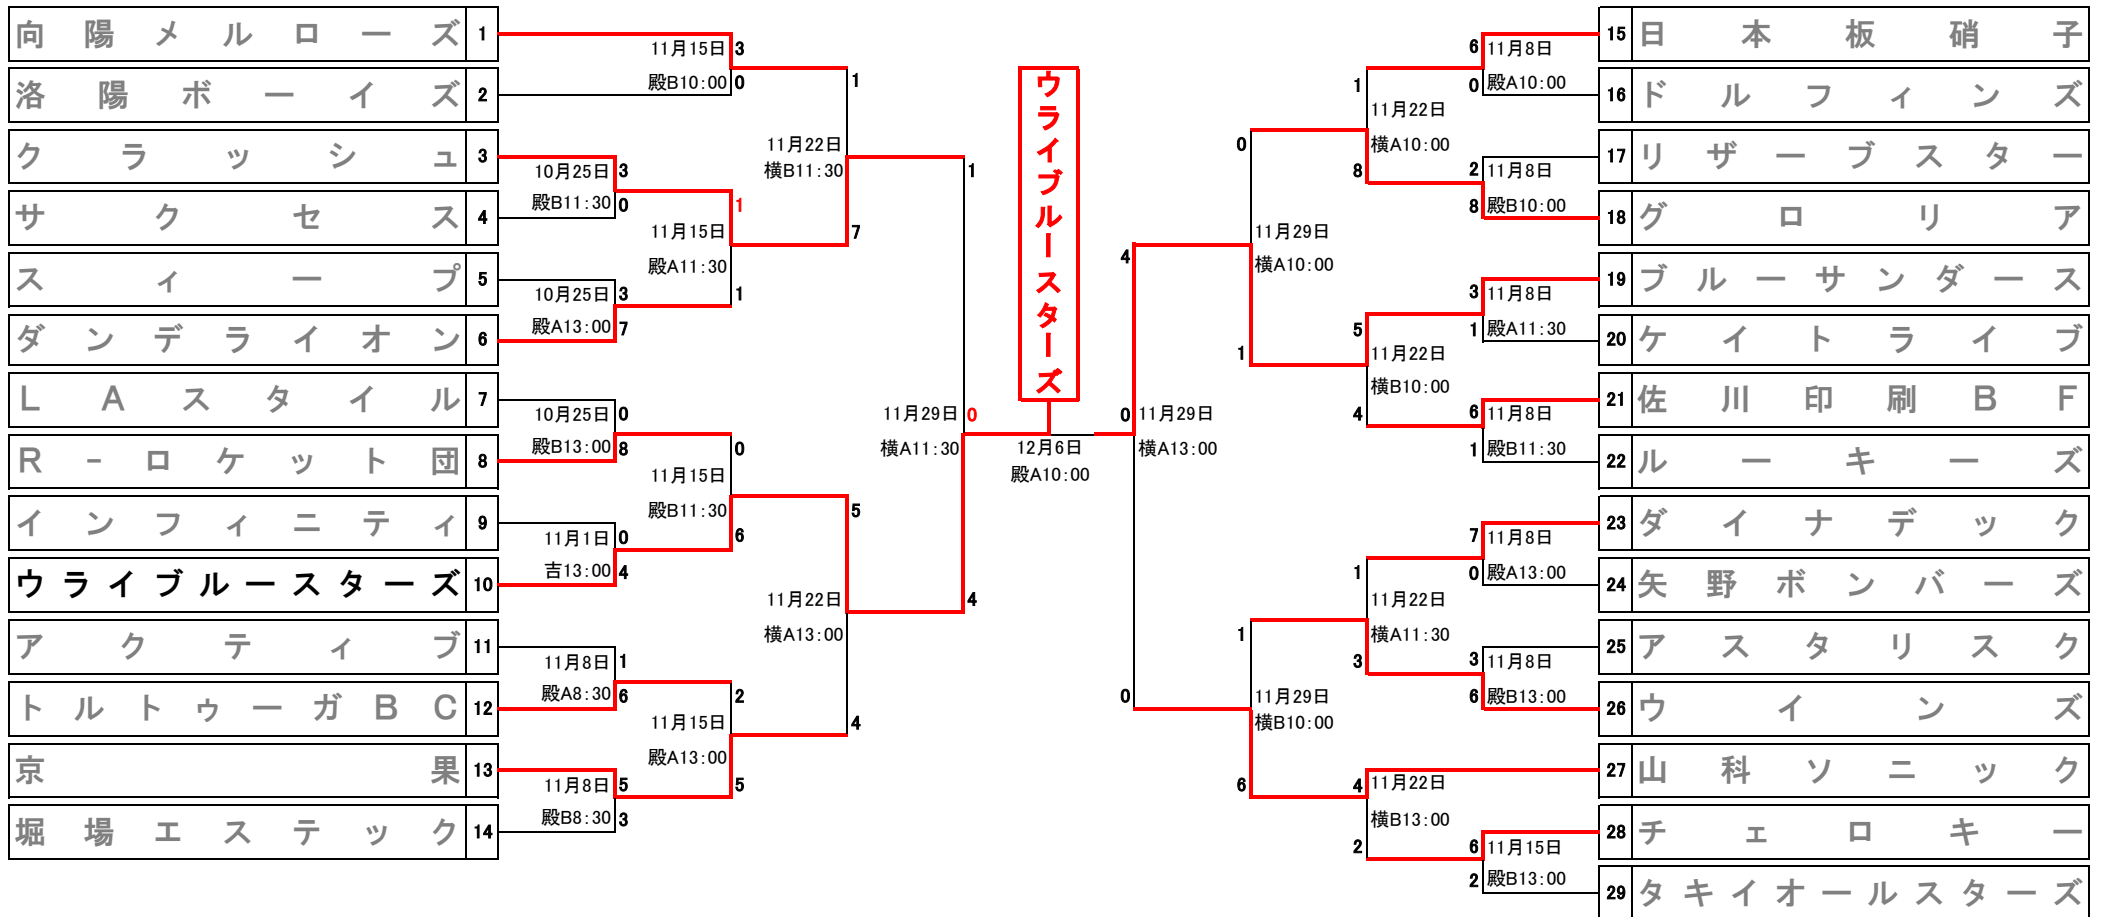 向陽メルローズ 1
洛陽ボーイズ 2
クラッシュ 3
サクセス 4
スィープ 5
ダンデライオン 6
LAスタイル 7
R-ロケット団 8
インフィニティ 9
ウライブルースターズ 10
アクティブ 11
トルトゥーガBC 12
京果 13
堀場エステック 14
11月15日 3
殿B10:00 0
10月25日 3
殿B11:30 0
10月25日 3
殿A13:00 7
10月25日 0
殿B13:00 8
11月1日 0
吉13:00 4
11月8日 1
殿A8:30 6
11月8日 5
殿B8:30 3
1
11月15日
殿A11:30
1
0
11月15日
殿B11:30
6
2
11月15日
殿A13:00
5
1
11月22日
横B11:30
7
5
11月22日
横A13:00
4
1
11月29日 0
横A11:30
4
ウライブルースターズ
12月6日
殿A10:00
4
0 11月29日
横A13:00
0
0
11月29日
横A10:00
1
1
11月29日
横B10:00
6
1
11月22日
横A10:00
8
5
11月22日
横B10:00
4
1
11月22日
横A11:30
3
4 11月22日
横B13:00
2
6 11月8日
0 殿A10:00
2 11月8日
8 殿B10:00
3 11月8日
1 殿A11:30
6 11月8日
1 殿B11:30
7 11月8日
0 殿A13:00
3 11月8日
6 殿B13:00
6 11月15日
2 殿B13:00
15 日本板硝子
16 ドルフィンズ
17 リザーブスター
18 グロリア
19 ブルーサンダース
20 ケイトライブ
21 佐川印刷BF
22 ルーキーズ
23 ダイナデック
24 矢野ボンバーズ
25 アスタリスク
26 ウインズ
27 山科ソニック
28 チェロキー
29 タキイオールスターズ